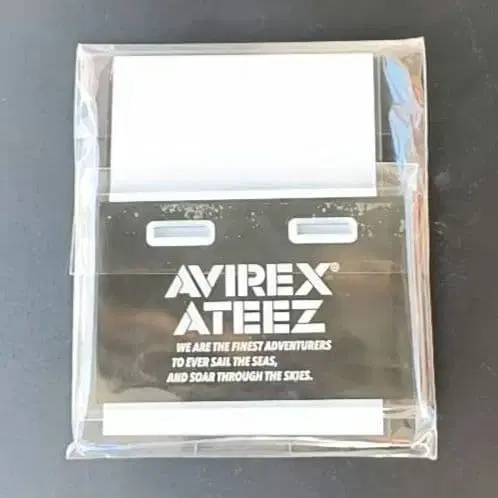 AVIREX®
ATEEZ
WE ARE THE FINEST ADVENTURERS
TO EVER SAIL THE SEAS,
AND SOAR THROUGH THE SKIES.